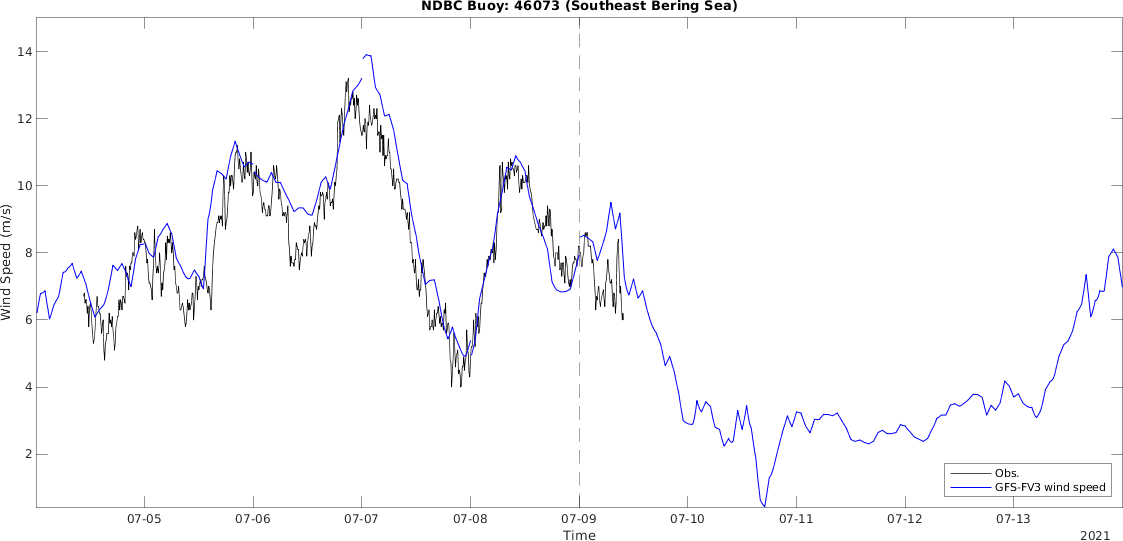 NDBC Buoy: 46073 (Southeast Bering Sea)
Wind Speed (m/s)
14
12
10
8
6
4
2
Obs.
GFS-FV3 wind speed
07-05 07-06 07-07 07-08 07-09 07-10 07-11 07-12 07-13
Time
2021